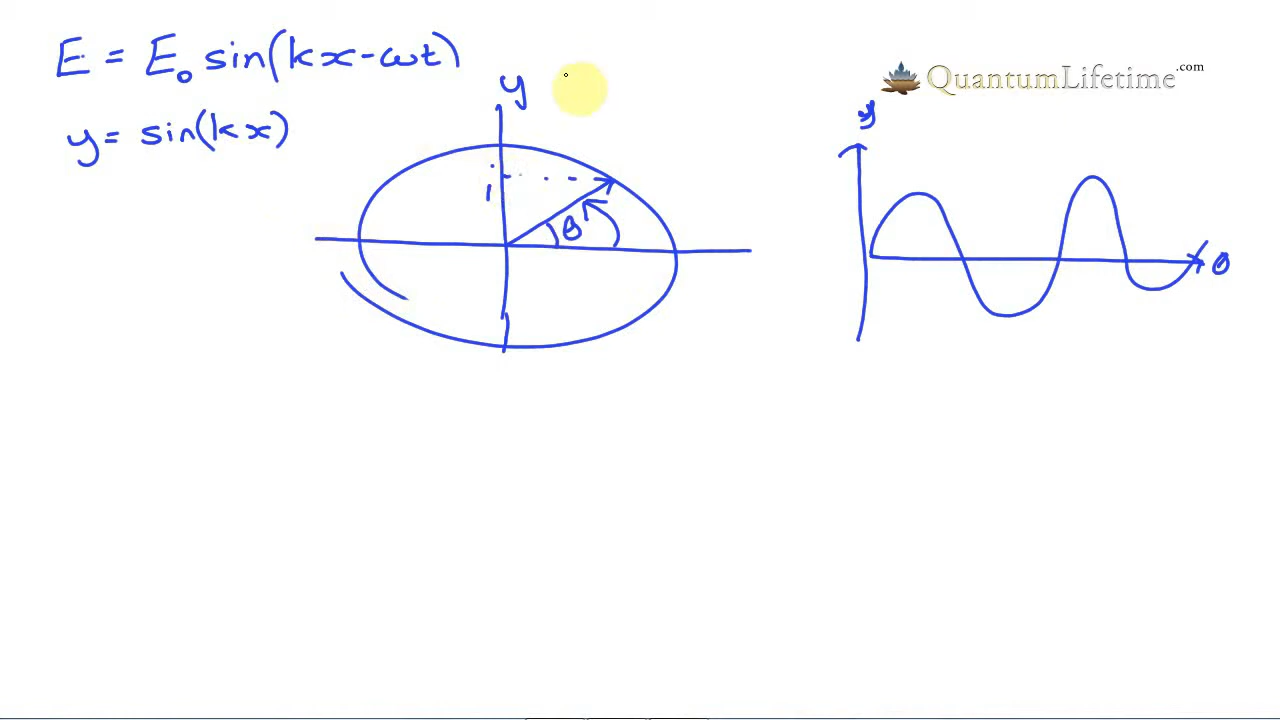 E = E₀ sin(kx-ωt)
QuantumLifetime.com
y
y = sin(kx)
y
1
θ
θ